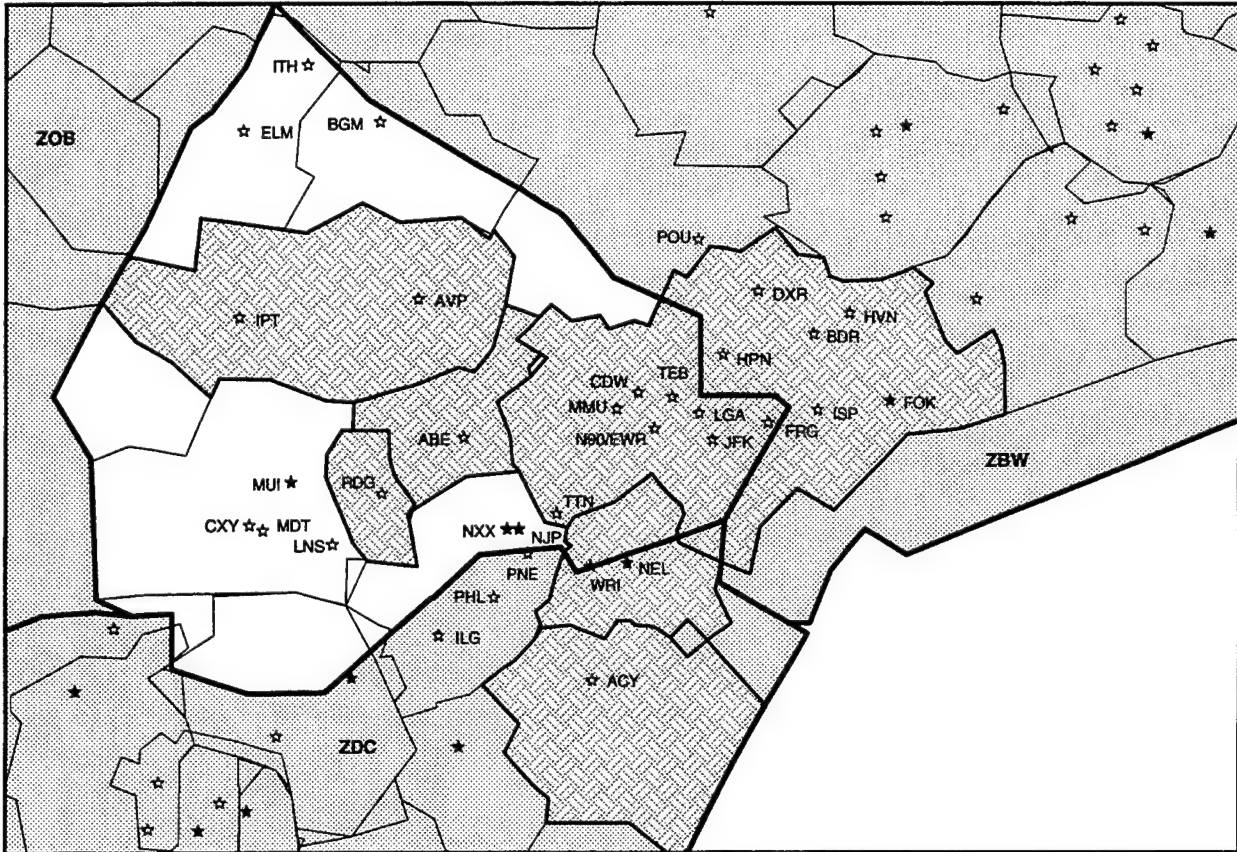 ITH
ZOB
ELM
BGM
POU
DXR
AVP
IPT
HVN
BDR
HPN
TEB
CDW
MMU
LGA
ISP
FOK
FRG
N90/EWR
JFK
ABE
ZBW
MUI
RDG
TTN
CXY
MDT
NXX
NJP
LNS
PNE
WRI
NEL
PHL
ILG
ACY
ZDC